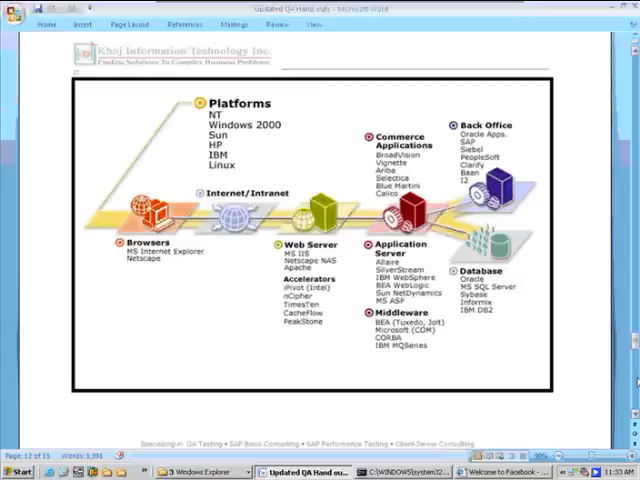 Updated QA Hand outs - Microsoft Word
Home Insert Page Layout References Mailings Review View
Khoj Information Technology Inc.
Finding Solutions To Complex Business Problems
Platforms
NT
Windows 2000
Sun
HP
IBM
Linux
Commerce
Applications
BroadVision
Vignette
Ariba
Selectica
Blue Martini
Calico
Back Office
Oracle Apps.
SAP
Siebel
PeopleSoft
Clarify
Baan
I2
Internet/Intranet
Browsers
MS Internet Explorer
Netscape
Web Server
MS IIS
Netscape NAS
Apache
Accelerators
iPivot (Intel)
nCipher
TimesTen
CacheFlow
PeakStone
Application
Server
Allaire
SilverStream
IBM WebSphere
BEA WebLogic
Sun NetDynamics
MS ASP
Middleware
BEA (Tuxedo, Jolt)
Microsoft (COM)
CORBA
IBM MQSeries
Database
Oracle
MS SQL Server
Sybase
Informix
IBM DB2
Specializing in QA Testing • SAP Basis Consulting • SAP Performance Testing • Client Server Consulting
Page: 12 of 15 Words: 1,391 90%
Start 3 Windows Explorer Updated QA Hand ou... C:\WINDOWS\system32... Welcome to Facebook - ... 11:33 AM